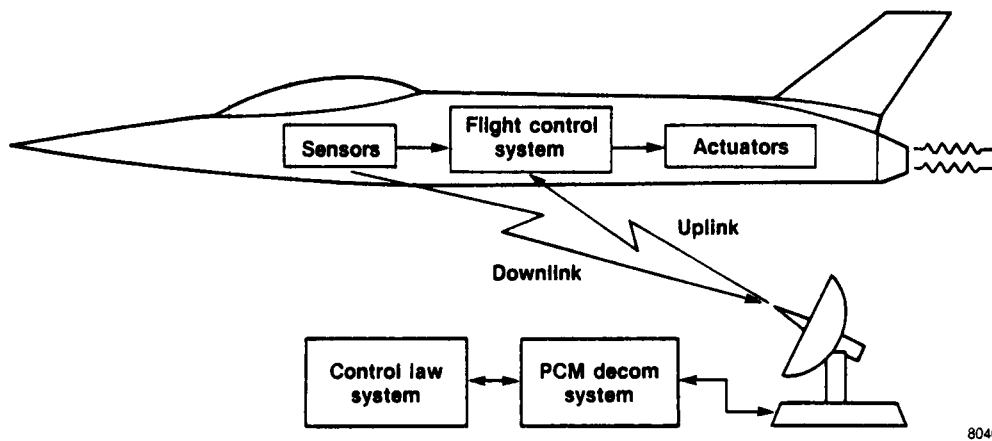 Sensors
Flight control
system
Actuators
Uplink
Downlink
Control law
system
PCM decom
system